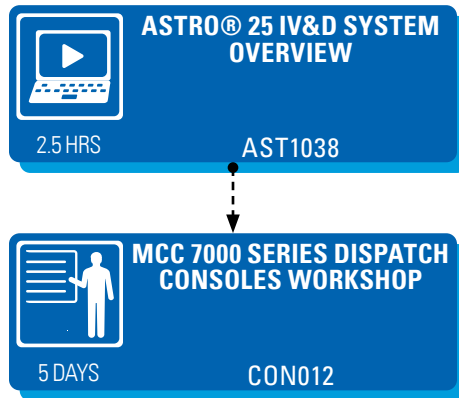 ASTRO® 25 IV&D SYSTEM
OVERVIEW
2.5 HRS
AST1038
MCC 7000 SERIES DISPATCH
CONSOLES WORKSHOP
5 DAYS
CON012